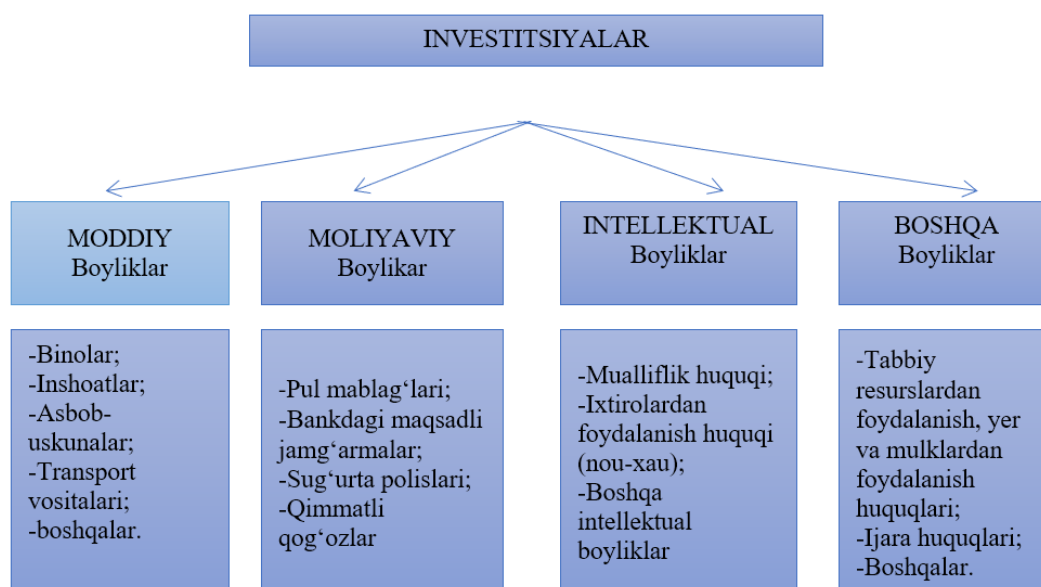 INVESTITSIYALAR
MODDIY
Boyliklar
MOLIYAVIY
Boylikar
INTELLEKTUAL
Boyliklar
BOSHQA
Boyliklar
-Binolar;
-Inshoatlar;
-Asbob-
uskunalar;
-Transport
vositalari;
-boshqalar.
-Pul mablag‘lari;
-Bankdagi maqsadli
jamg‘armalar;
-Sug‘urta polislari;
-Qimmatli
qog‘ozlar
-Mualliflik huquqi;
-Ixtirolardan
foydalanish huquqi
(nou-xau);
-Boshqa
intellektual
boyliklar
-Tabbiy
resurslardan
foydalanish, yer
va mulklardan
foydalanish
huquqlari;
-Ijara huquqlari;
-Boshqalar.